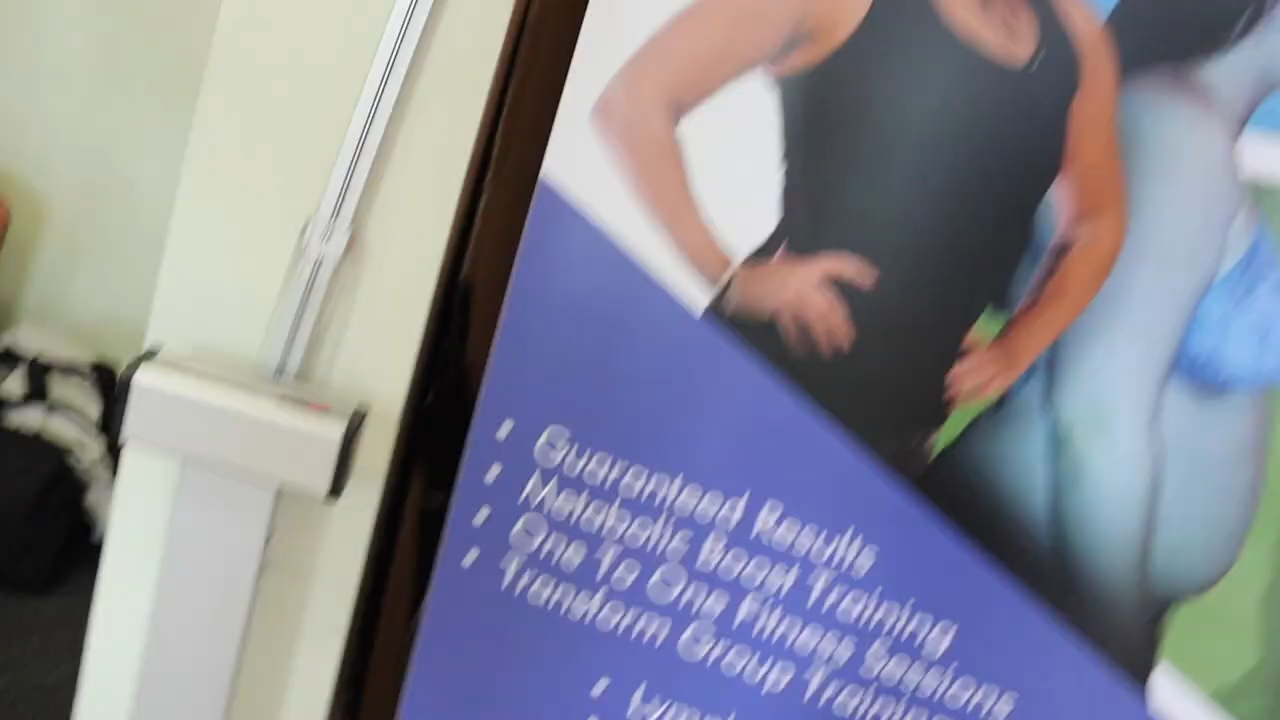 Guaranteed Results
Metabolic Boost Training
One To One Fitness Sessions
Transform Group Training